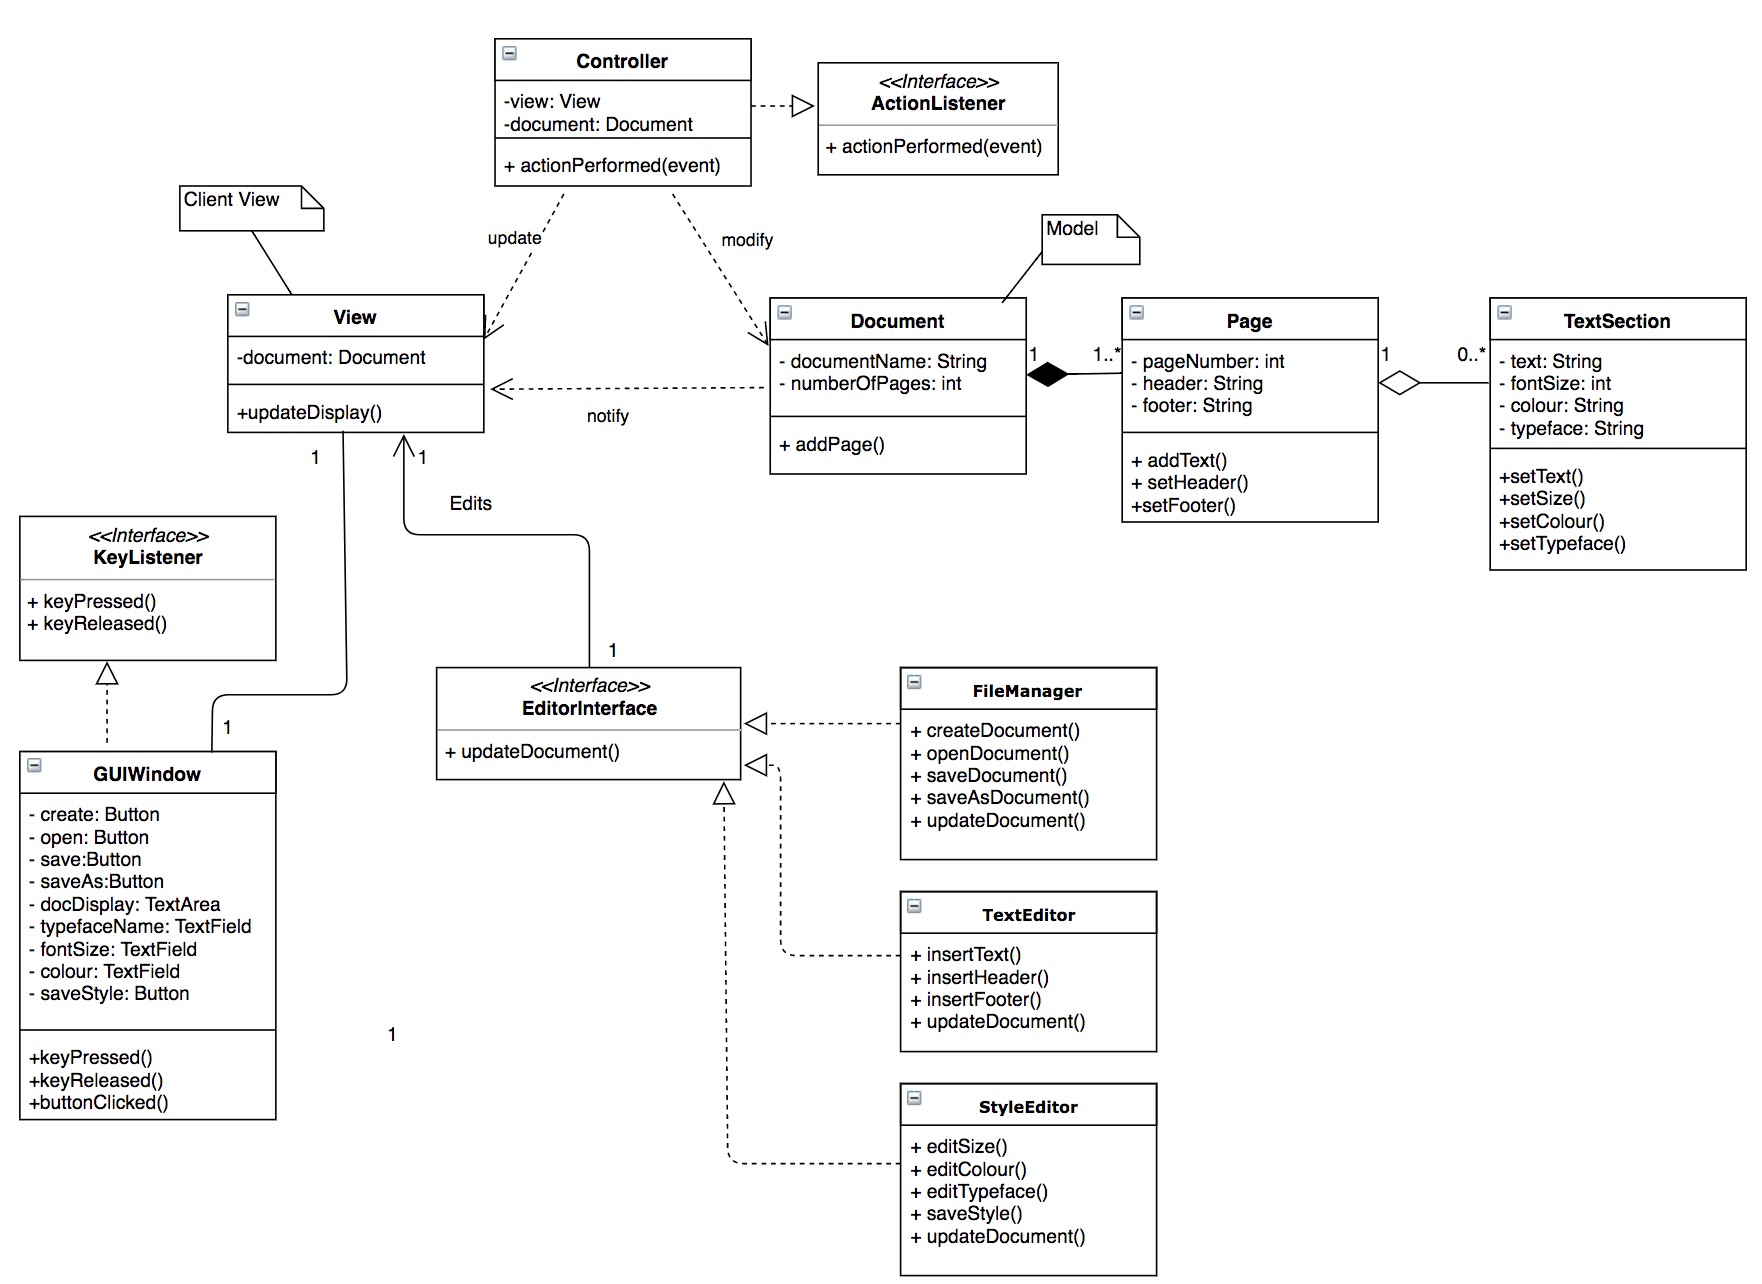 Controller
-view: View
-document: Document
+ actionPerformed(event)
<<Interface>>
ActionListener
+ actionPerformed(event)
Client View
update
modify
Model
View
-document: Document
+updateDisplay()
notify
Document
- documentName: String
- numberOfPages: int
+ addPage()
1
1..*
Page
- pageNumber: int
- header: String
- footer: String
+ addText()
+ setHeader()
+setFooter()
1
0..*
TextSection
- text: String
- fontSize: int
- colour: String
- typeface: String
+setText()
+setSize()
+setColour()
+setTypeface()
1
1
Edits
<<Interface>>
KeyListener
+ keyPressed()
+ keyReleased()
1
1
<<Interface>>
EditorInterface
+ updateDocument()
FileManager
+ createDocument()
+ openDocument()
+ saveDocument()
+ saveAsDocument()
+ updateDocument()
GUIWindow
- create: Button
- open: Button
- save:Button
- saveAs:Button
- docDisplay: TextArea
- typefaceName: TextField
- fontSize: TextField
- colour: TextField
- saveStyle: Button
+keyPressed()
+keyReleased()
+buttonClicked()
1
TextEditor
+ insertText()
+ insertHeader()
+ insertFooter()
+ updateDocument()
StyleEditor
+ editSize()
+ editColour()
+ editTypeface()
+ saveStyle()
+ updateDocument()